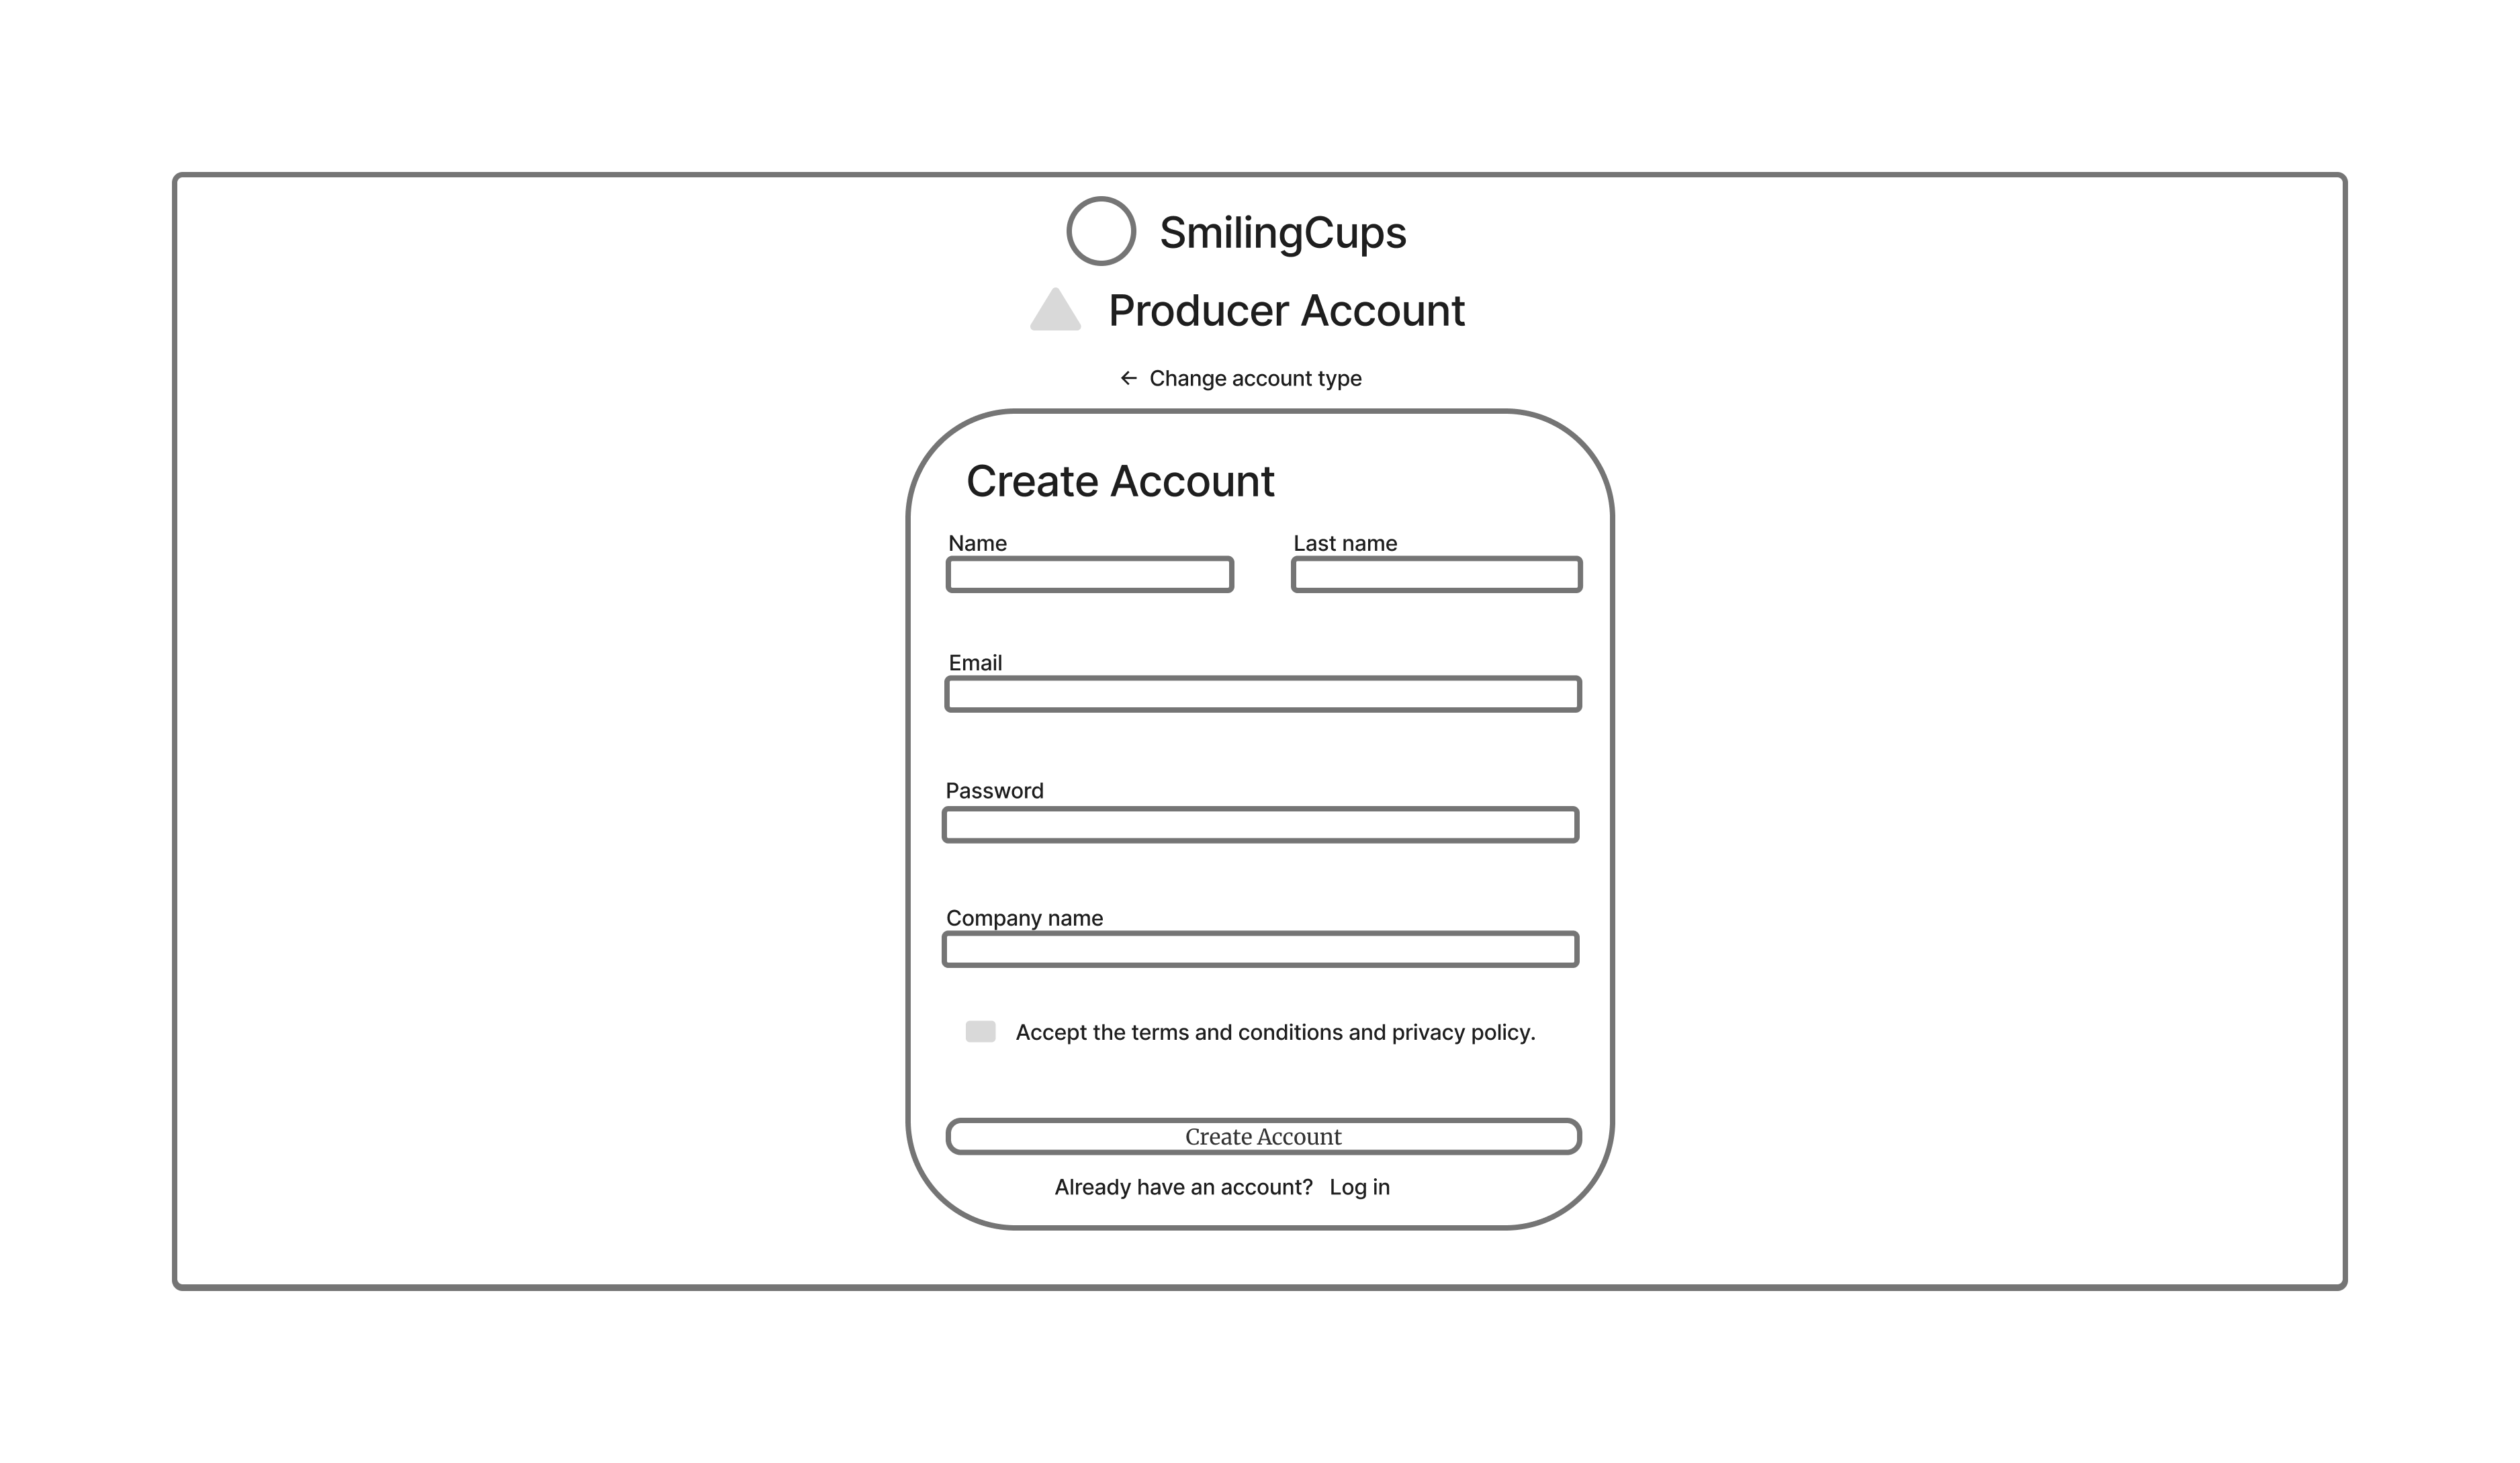 SmilingCups
Producer Account
← Change account type
Create Account
Name
Last name
Email
Password
Company name
Accept the terms and conditions and privacy policy.
Create Account
Already have an account? Log in